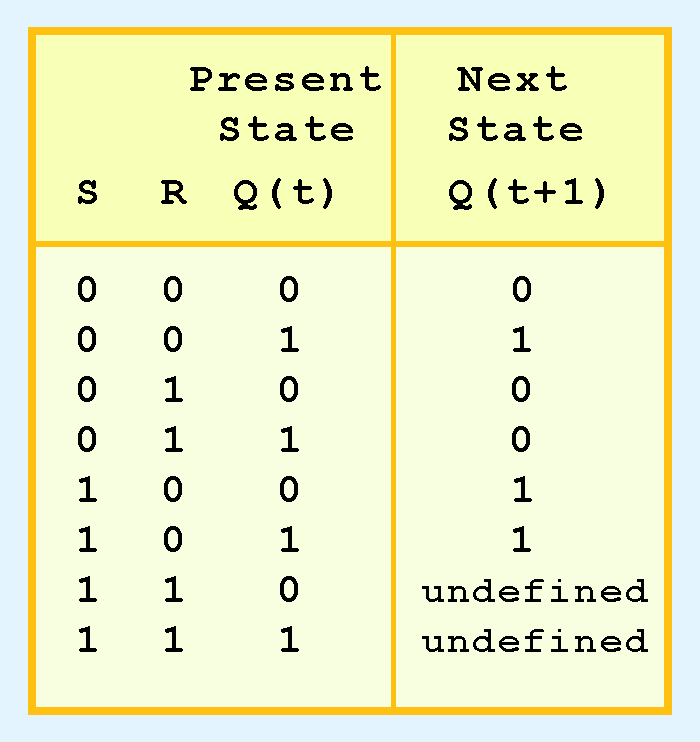 Present Next
State State
S R Q(t) Q(t+1)
0 0 0 0
0 0 1 1
0 1 0 0
0 1 1 0
1 0 0 1
1 0 1 1
1 1 0 undefined
1 1 1 undefined